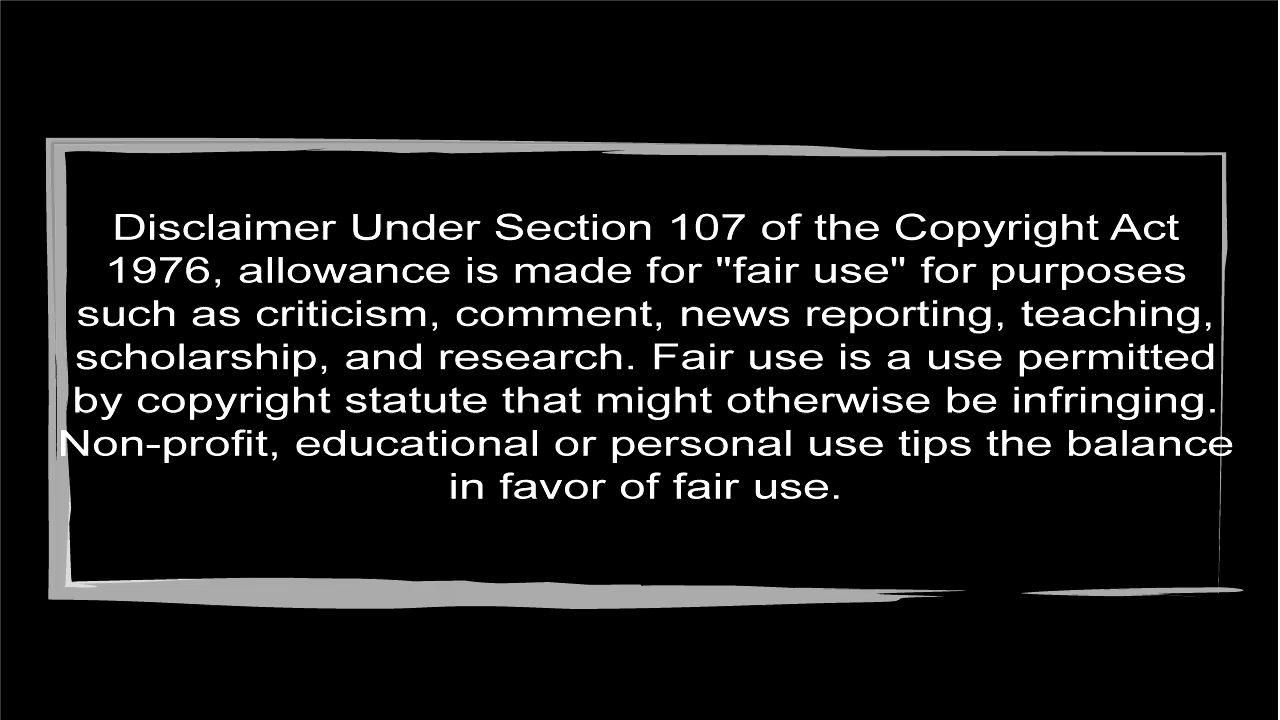 Disclaimer Under Section 107 of the Copyright Act
1976, allowance is made for "fair use" for purposes
such as criticism, comment, news reporting, teaching,
scholarship, and research. Fair use is a use permitted
by copyright statute that might otherwise be infringing.
Non-profit, educational or personal use tips the balance
in favor of fair use.